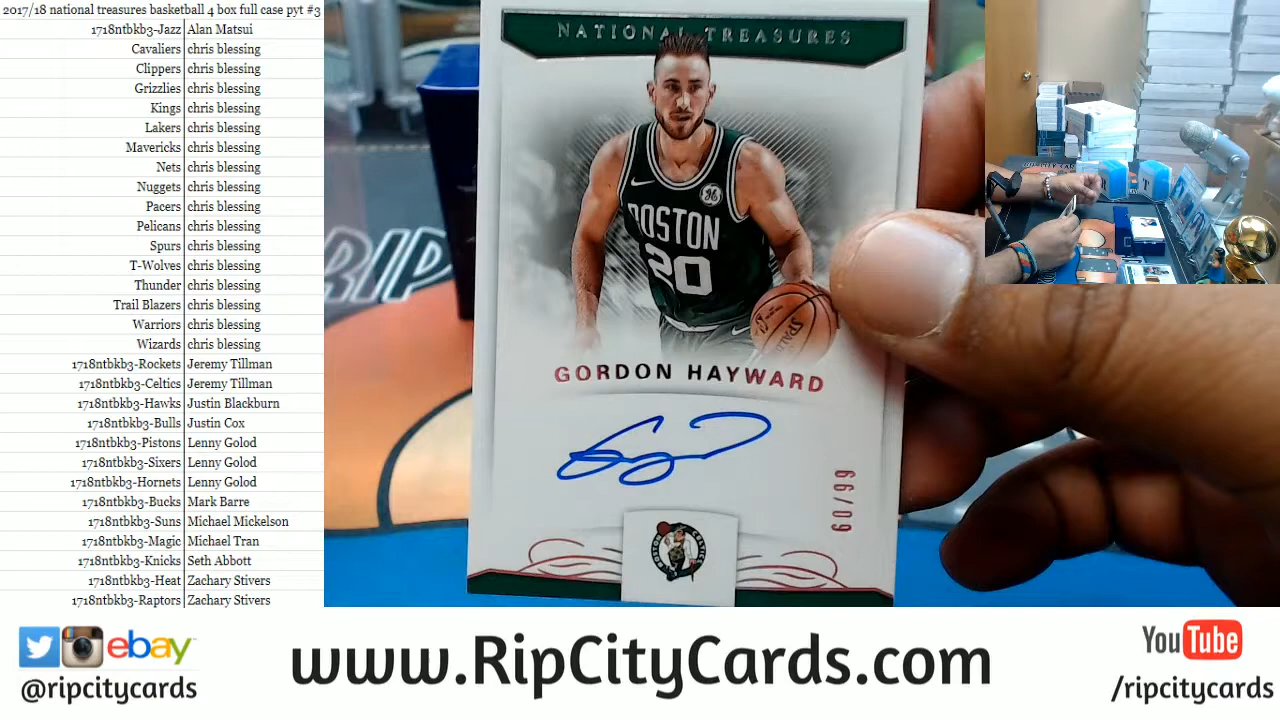 2017/18 national treasures basketball 4 box full case pyt #3
1718ntbkb3-Jazz Alan Matsui
Cavaliers chris blessing
Clippers chris blessing
Grizzlies chris blessing
Kings chris blessing
Lakers chris blessing
Mavericks chris blessing
Nets chris blessing
Nuggets chris blessing
Pacers chris blessing
Pelicans chris blessing
Spurs chris blessing
T-Wolves chris blessing
Thunder chris blessing
Trail Blazers chris blessing
Warriors chris blessing
Wizards chris blessing
1718ntbkb3-Rockets Jeremy Tillman
1718ntbkb3-Celtics Jeremy Tillman
1718ntbkb3-Hawks Justin Blackburn
1718ntbkb3-Bulls Justin Cox
1718ntbkb3-Pistons Lenny Golod
1718ntbkb3-Sixers Lenny Golod
1718ntbkb3-Hornets Lenny Golod
1718ntbkb3-Bucks Mark Barre
1718ntbkb3-Suns Michael Mickelson
1718ntbkb3-Magic Michael Tran
1718ntbkb3-Knicks Seth Abbott
1718ntbkb3-Heat Zachary Stivers
1718ntbkb3-Raptors Zachary Stivers
NATIONAL TREASURES
BOSTON
20
SPALDING
GORDON HAYWARD
60/99
BOSTON CELTICS
RIP
ebay
@ripcitycards
www.RipCityCards.com
YouTube
/ripcitycards